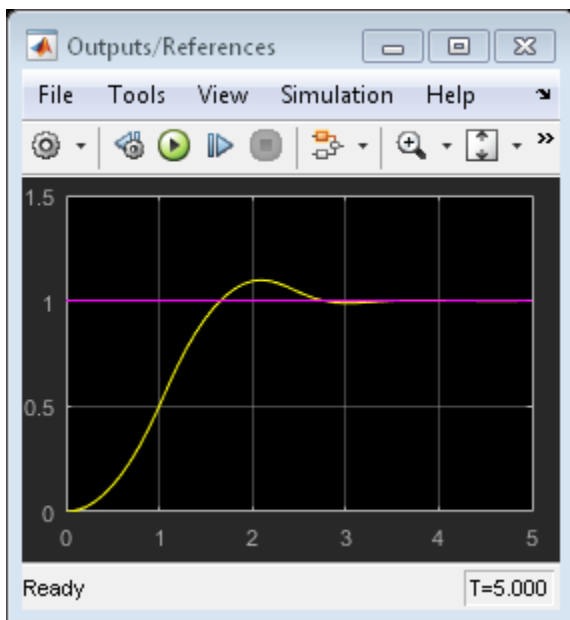 Outputs/References
File Tools View Simulation Help
1.5
1
0.5
0
0 1 2 3 4 5
Ready T=5.000